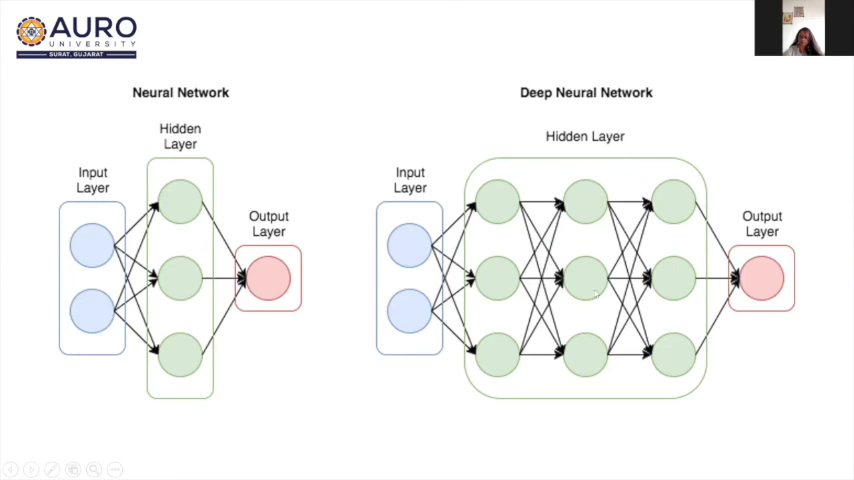 AURO
UNIVERSITY
SURAT, GUJARAT
Neural Network
Deep Neural Network
Hidden
Layer
Hidden Layer
Input
Layer
Input
Layer
Output
Layer
Output
Layer